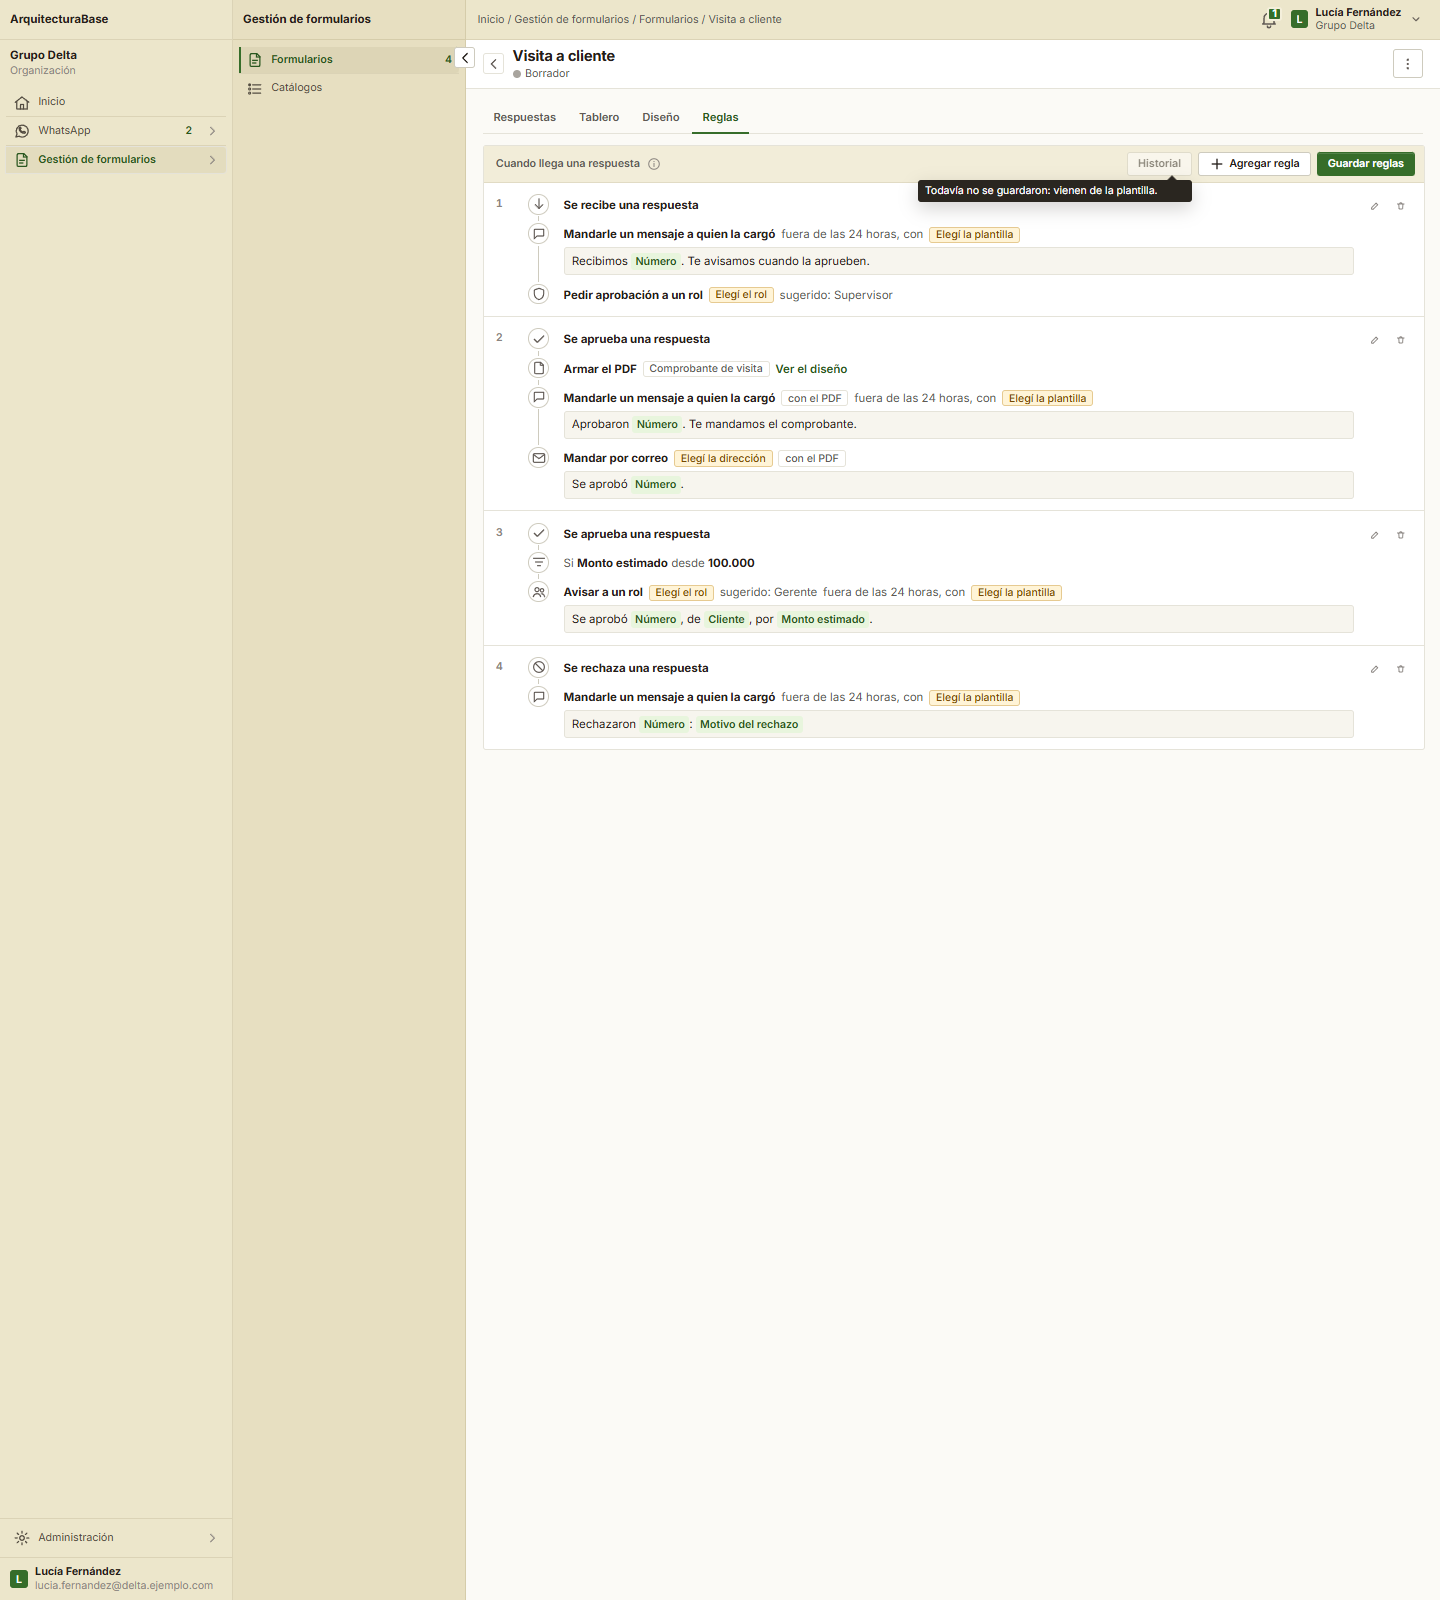 ArquitecturaBase
Grupo Delta
Organización
Inicio
WhatsApp 2
Gestión de formularios
Administración
L Lucía Fernández
lucia.fernandez@delta.ejemplo.com
Gestión de formularios
Formularios 4
Catálogos
Inicio / Gestión de formularios / Formularios / Visita a cliente
1
L Lucía Fernández
Grupo Delta
Visita a cliente
Borrador
Respuestas Tablero Diseño Reglas
Cuando llega una respuesta Historial Agregar regla Guardar reglas
Todavía no se guardaron: vienen de la plantilla.
1 Se recibe una respuesta
Mandarle un mensaje a quien la cargó fuera de las 24 horas, con Elegí la plantilla
Recibimos Número. Te avisamos cuando la aprueben.
Pedir aprobación a un rol Elegí el rol sugerido: Supervisor
2 Se aprueba una respuesta
Armar el PDF Comprobante de visita Ver el diseño
Mandarle un mensaje a quien la cargó con el PDF fuera de las 24 horas, con Elegí la plantilla
Aprobaron Número. Te mandamos el comprobante.
Mandar por correo Elegí la dirección con el PDF
Se aprobó Número.
3 Se aprueba una respuesta
Si Monto estimado desde 100.000
Avisar a un rol Elegí el rol sugerido: Gerente fuera de las 24 horas, con Elegí la plantilla
Se aprobó Número, de Cliente, por Monto estimado.
4 Se rechaza una respuesta
Mandarle un mensaje a quien la cargó fuera de las 24 horas, con Elegí la plantilla
Rechazaron Número: Motivo del rechazo